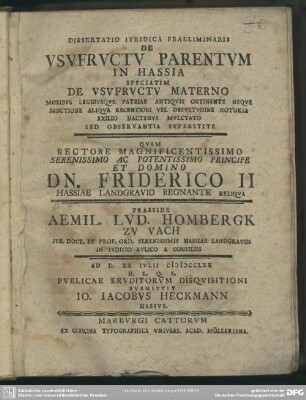 DISSERTATIO IVRIDICA PRAELIMINARIS
DE
VSVFRVCTV PARENTVM
IN HASSIA
SPECIATIM
DE VSVFRVCTV MATERNO
MORIBVS LEGIBVSQVE PATRIAE ANTIQVIS OBTINENTE NEQVE
SANCTIONE ALIQVA RECENTIORI VEL DESVETVDINE NOTORIA
EXILIO HACTENVS MVLCTATO
SED OBSERVANTIA SVPERSTITE
QVAM
RECTORE MAGNIFICENTISSIMO
SERENISSIMO AC POTENTISSIMO PRINCIPE
ET DOMINO
DN. FRIDERICO II
HASSIAE LANDGRAVIO REGNANTE RELIQVA
PRAESIDE
AEMIL. LVD. HOMBERGK
ZV VACH
IVR. DOCT. ET PROF. ORD. SERENISSIMIS HASSIAE LANDGRAVIIS
IN IVDICIO AVLICO A CONSILIIS
AD D. XX IVLII CIↃIↃCCLXX
H. L. Q. S.
PVBLICAE ERVDITORVM DISQVISITIONI
SVBMITTIT
IO. IACOBVS HECKMANN
HASSVS.
MARBVRGI CATTORVM
EX OFFICINA TYPOGRAPHICA VNIVERS. ACAD. MÜLLERIANA.